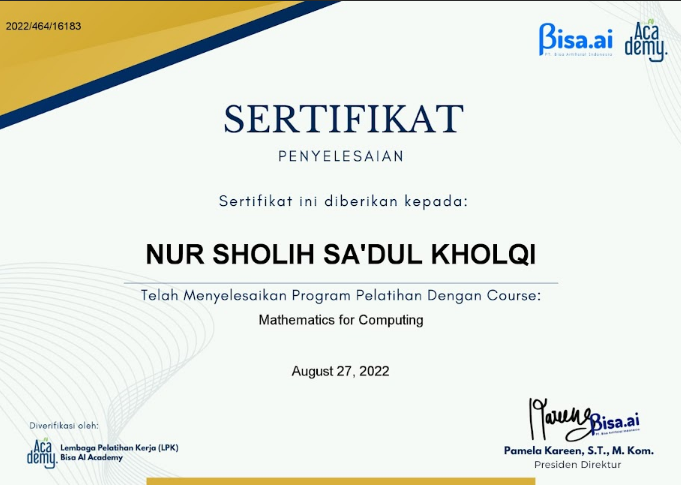 2022/464/16183
Bisa.ai
PT. Bisa Artifisial Indonesia
Aca
demy.
SERTIFIKAT
PENYELESAIAN
Sertifikat ini diberikan kepada:
NUR SHOLIH SA'DUL KHOLQI
Telah Menyelesaikan Program Pelatihan Dengan Course:
Mathematics for Computing
August 27, 2022
Diverifikasi oleh:
Aca
demy.
Lembaga Pelatihan Kerja (LPK)
Bisa AI Academy
Kareen
Bisa.ai
Pamela Kareen, S.T., M. Kom.
Presiden Direktur